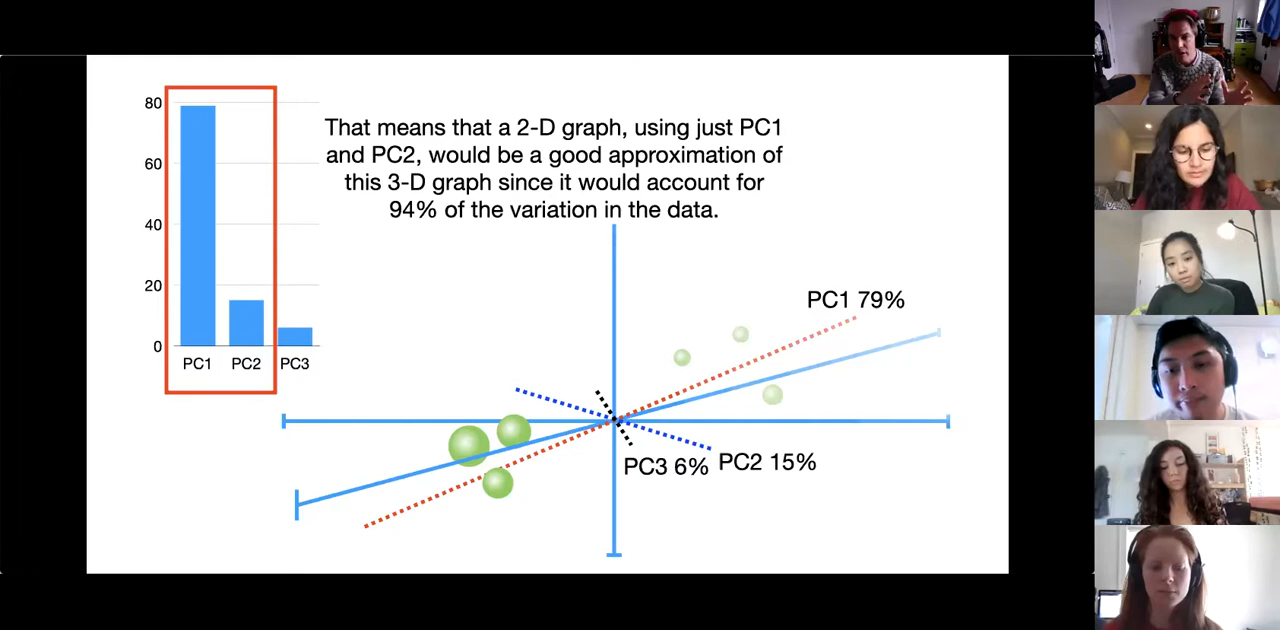 80
60
40
20
0
PC1 PC2 PC3
That means that a 2-D graph, using just PC1
and PC2, would be a good approximation of
this 3-D graph since it would account for
94% of the variation in the data.
PC1 79%
PC3 6%
PC2 15%